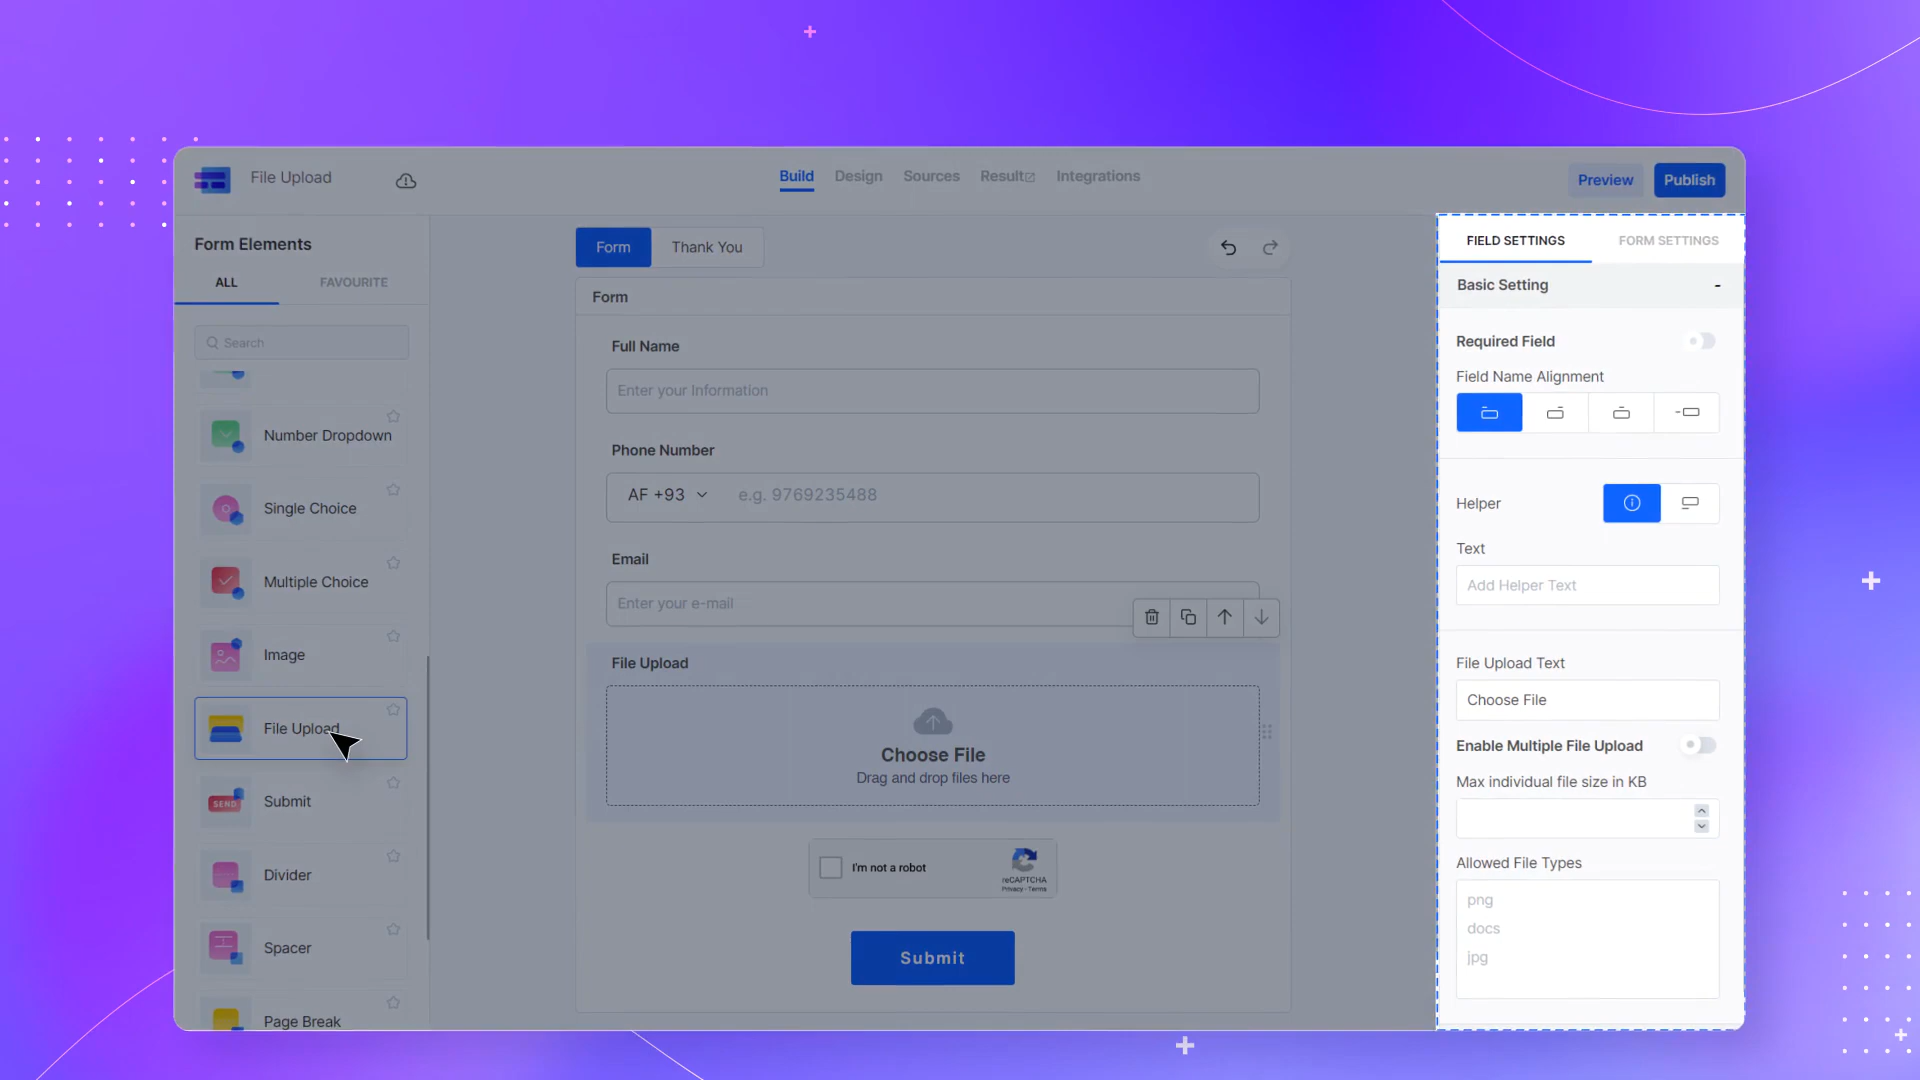 File Upload
Build
Design
Sources
Result
Integrations
Preview
Publish
Form Elements
ALL
FAVOURITE
Search
Number Dropdown
Single Choice
Multiple Choice
Image
File Upload
SEND
Submit
Divider
Spacer
Page Break
Form
Thank You
Form
Full Name
Enter your Information
Phone Number
AF +93
e.g. 9769235488
Email
Enter your e-mail
File Upload
Choose File
Drag and drop files here
I'm not a robot
reCAPTCHA
Privacy - Terms
Submit
FIELD SETTINGS
FORM SETTINGS
Basic Setting
-
Required Field
Field Name Alignment
Helper
Text
Add Helper Text
File Upload Text
Choose File
Enable Multiple File Upload
Max individual file size in KB
Allowed File Types
png
docs
jpg